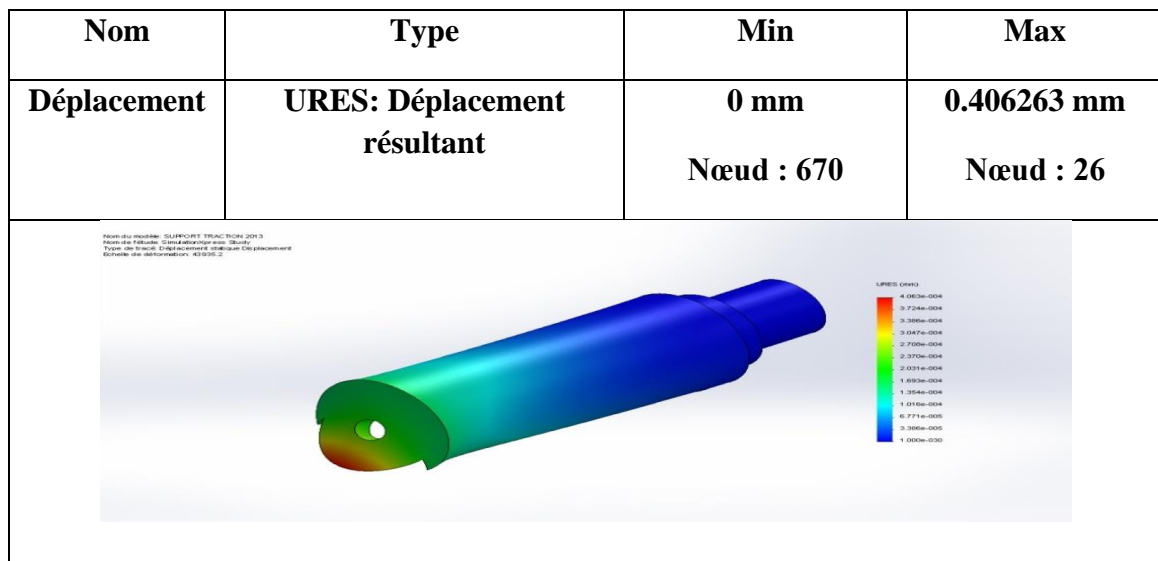 Nom Type Min Max
Déplacement URES: Déplacement résultant 0 mm Nœud : 670 0.406263 mm Nœud : 26
Nom du modèle: SUPPORT TRACTION 2013
Nom de l'étude: SimulationXpress Study
Type de tracé: Déplacement statique Displacement
Echelle de déformation: 43935.2
URES (mm)
4.063e-004
3.724e-004
3.386e-004
3.047e-004
2.708e-004
2.370e-004
2.031e-004
1.693e-004
1.354e-004
1.016e-004
6.771e-005
3.386e-005
1.000e-030